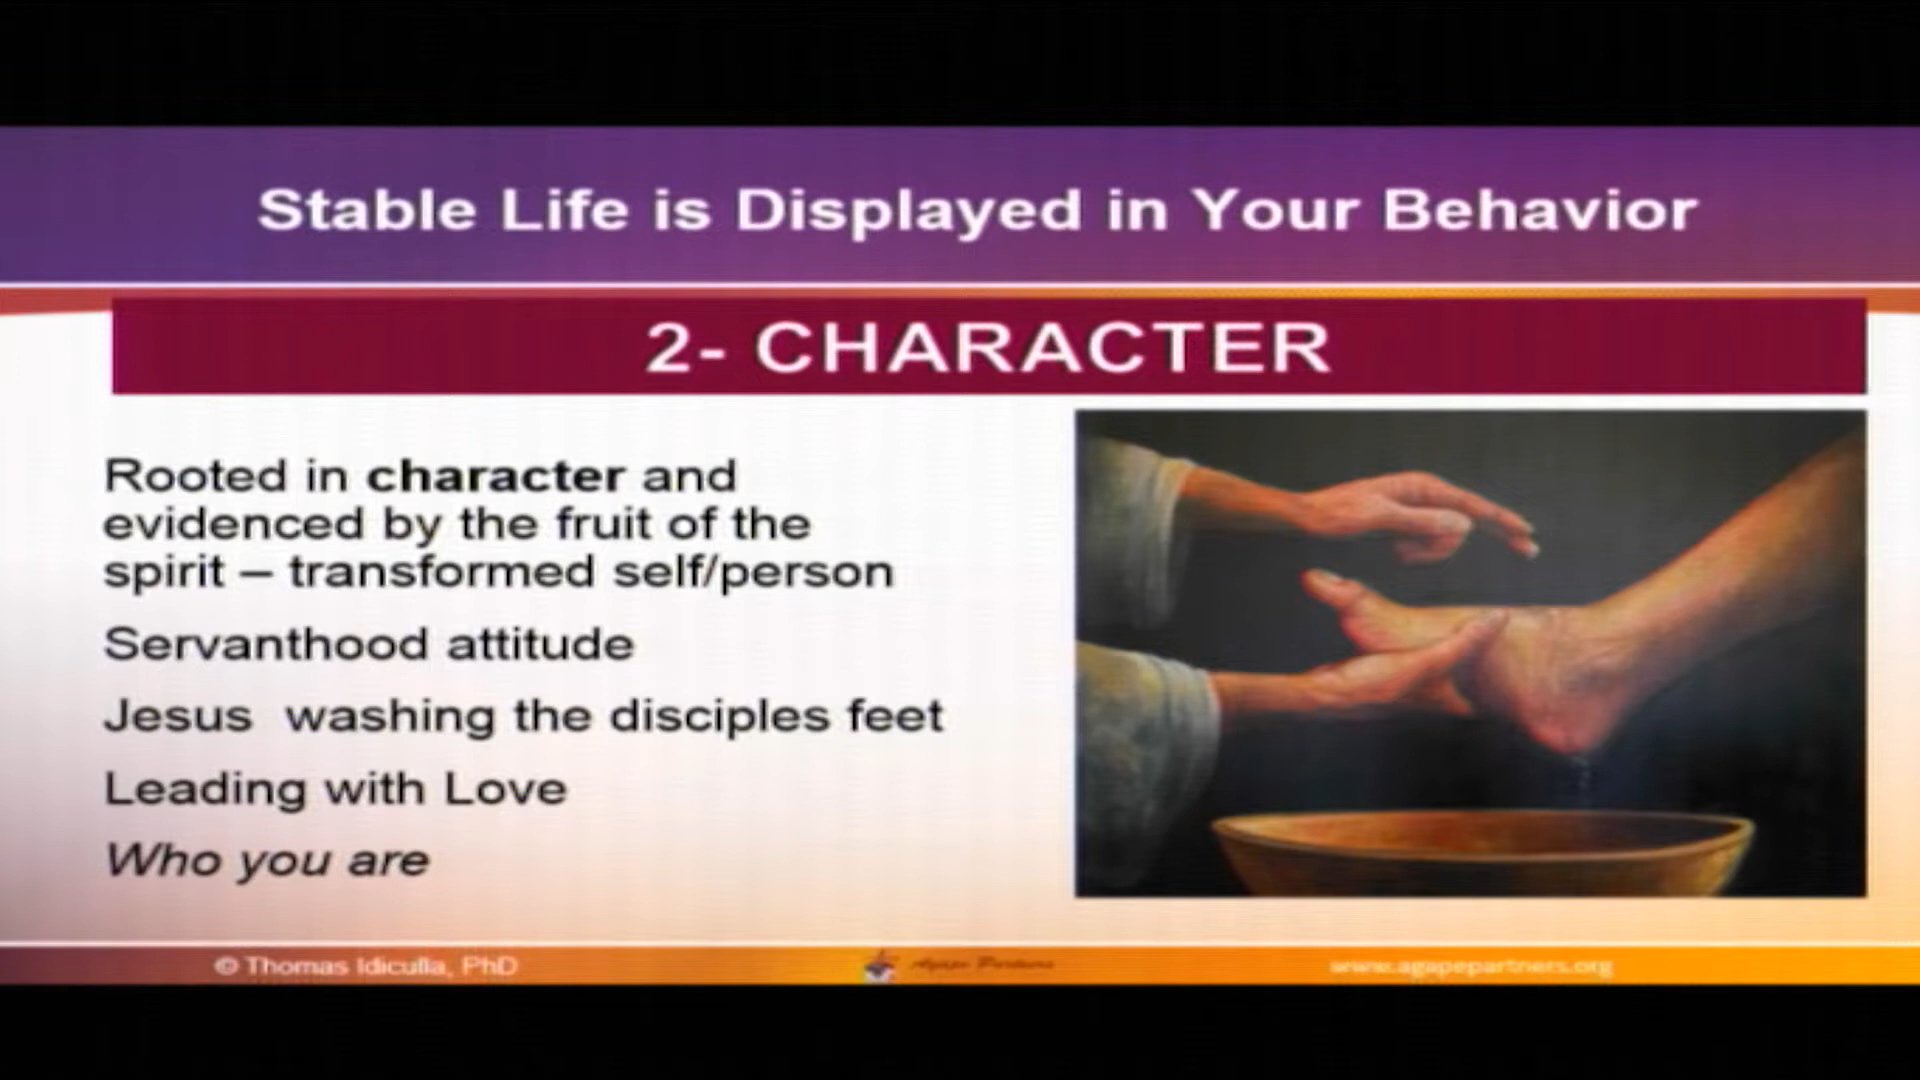 Stable Life is Displayed in Your Behavior
2- CHARACTER
Rooted in character and
evidenced by the fruit of the
spirit – transformed self/person
Servanthood attitude
Jesus  washing the disciples feet
Leading with Love
Who you are
© Thomas Idiculla, PhD
Agape Partners
www.agapepartners.org